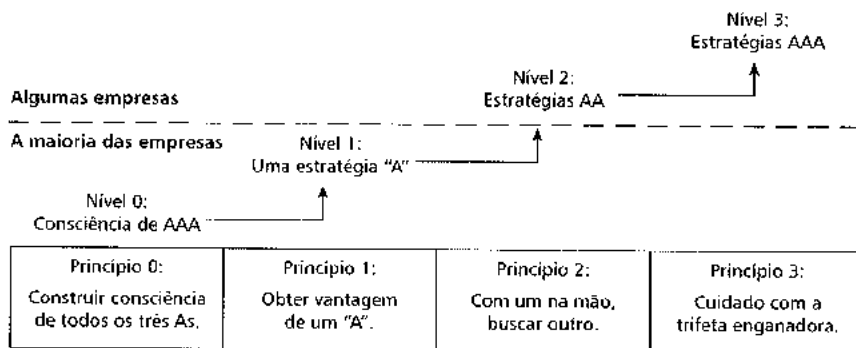 Nível 3:
Estratégias AAA
Nível 2:
Estratégias AA
Algumas empresas
A maioria das empresas
Nível 1:
Uma estratégia "A"
Nível 0:
Consciência de AAA
Princípio 0:
Construir consciência
de todos os três As.
Princípio 1:
Obter vantagem
de um "A".
Princípio 2:
Com um na mão,
buscar outro.
Princípio 3:
Cuidado com a
trifeta enganadora.